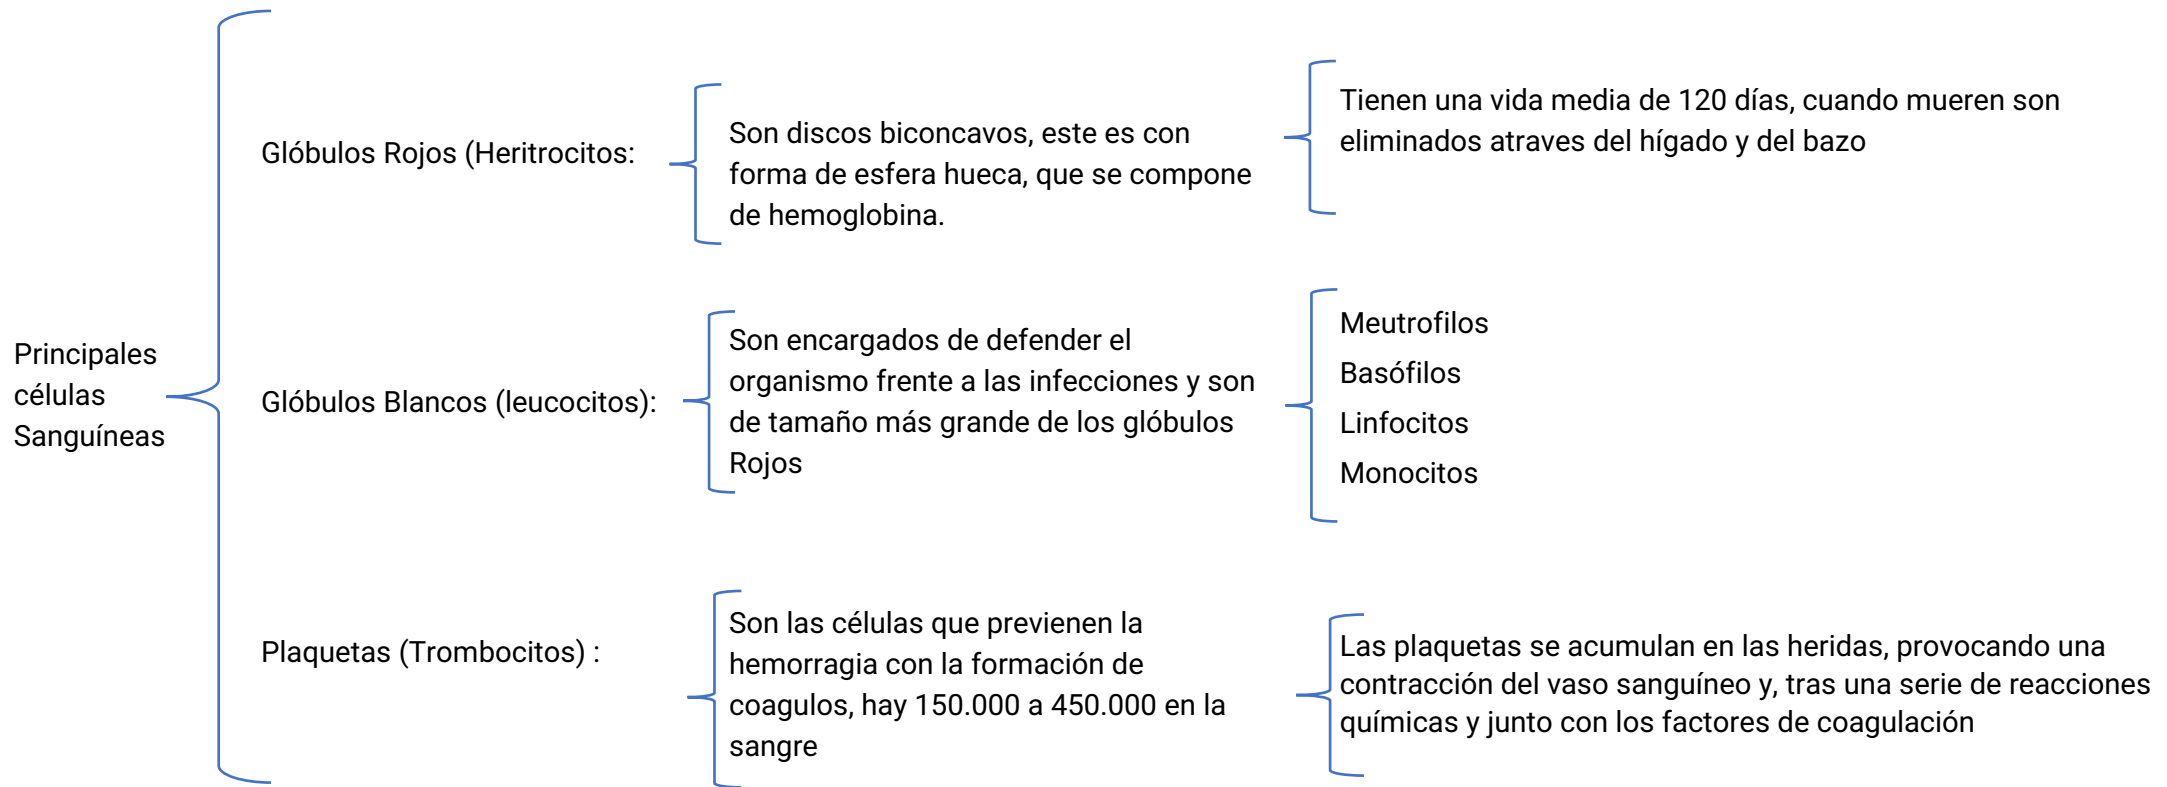 Principales
células
Sanguíneas
Glóbulos Rojos (Heritrocitos:
Son discos biconcavos, este es con
forma de esfera hueca, que se compone
de hemoglobina.
Tienen una vida media de 120 días, cuando mueren son
eliminados atraves del hígado y del bazo
Glóbulos Blancos (leucocitos):
Son encargados de defender el
organismo frente a las infecciones y son
de tamaño más grande de los glóbulos
Rojos
Meutrofilos
Basófilos
Linfocitos
Monocitos
Plaquetas (Trombocitos) :
Son las células que previenen la
hemorragia con la formación de
coagulos, hay 150.000 a 450.000 en la
sangre
Las plaquetas se acumulan en las heridas, provocando una
contracción del vaso sanguíneo y, tras una serie de reacciones
químicas y junto con los factores de coagulación